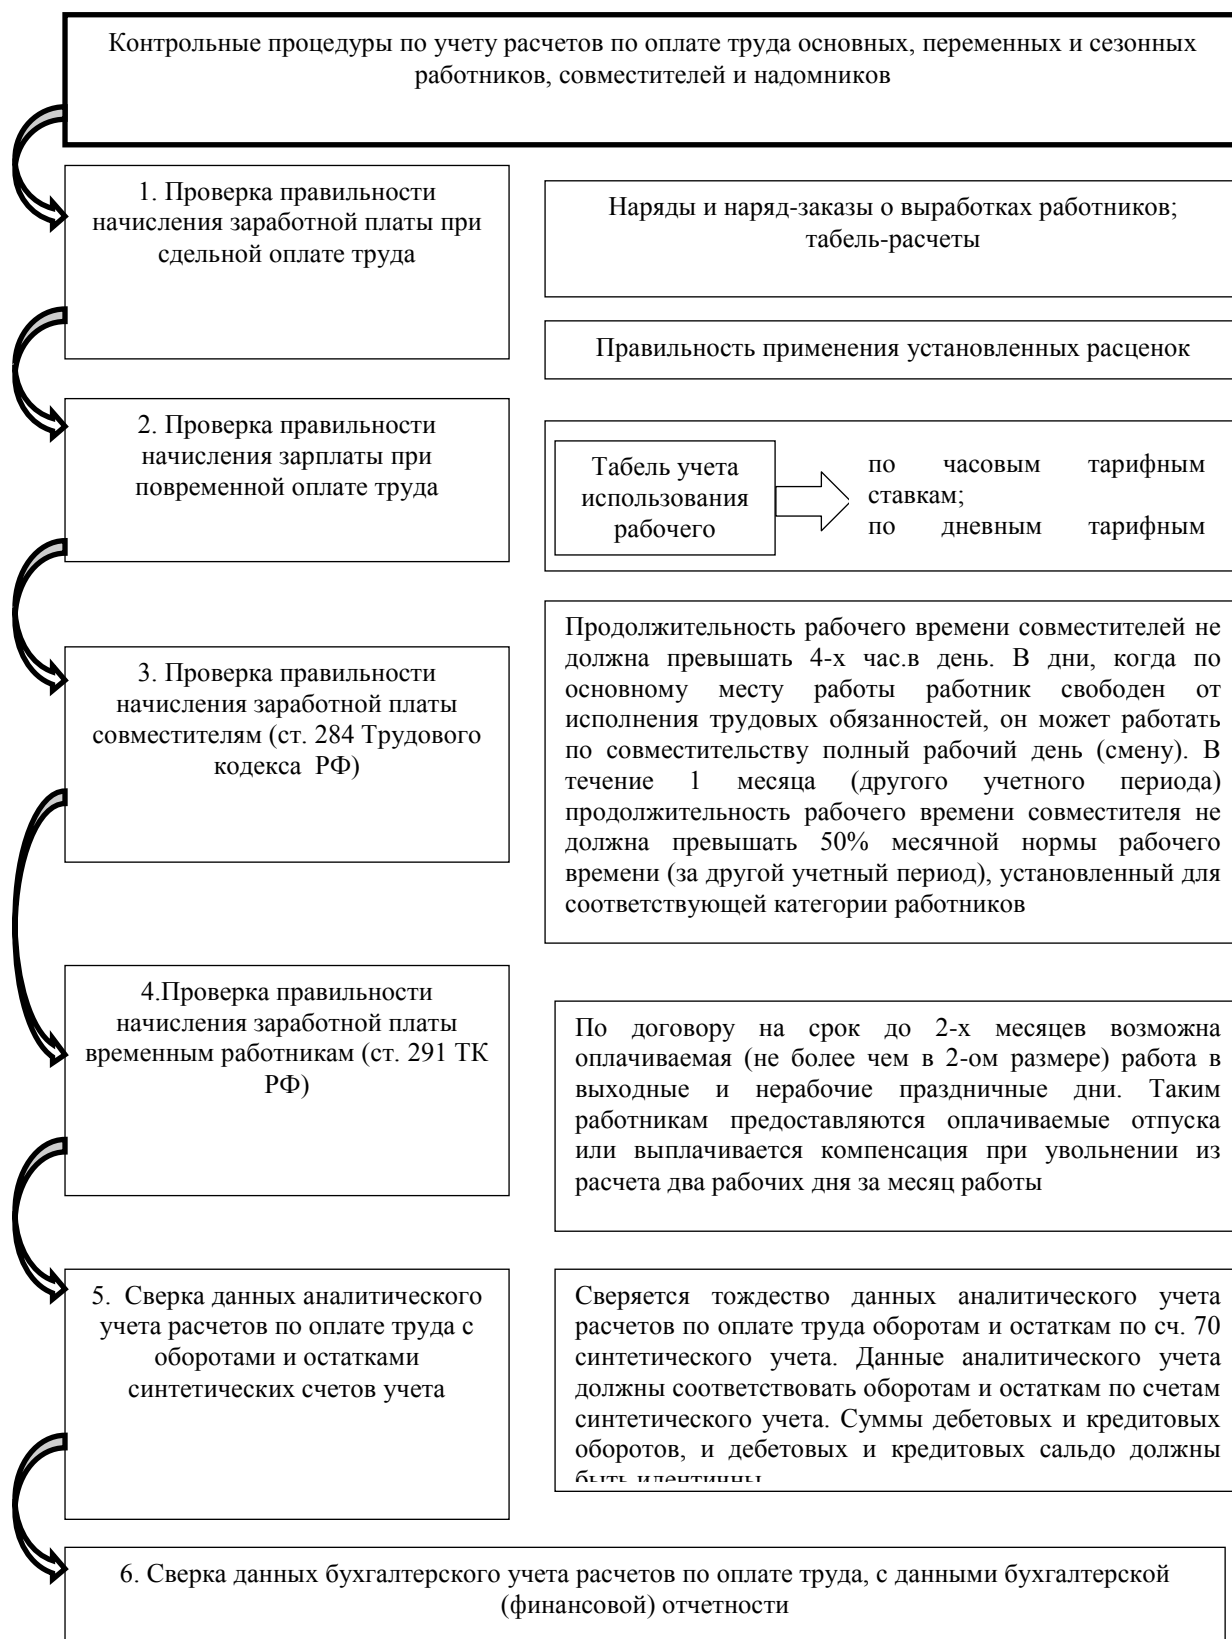 Контрольные процедуры по учету расчетов по оплате труда основных, переменных и сезонных
работников, совместителей и надомников
1. Проверка правильности
начисления заработной платы при
сдельной оплате труда
Наряды и наряд-заказы о выработках работников;
табель-расчеты
Правильность применения установленных расценок
2. Проверка правильности
начисления зарплаты при
повременной оплате труда
Табель учета
использования
рабочего
по часовым тарифным
ставкам;
по дневным тарифным
3. Проверка правильности
начисления заработной платы
совместителям (ст. 284 Трудового
кодекса РФ)
Продолжительность рабочего времени совместителей не
должна превышать 4-х час.в день. В дни, когда по
основному месту работы работник свободен от
исполнения трудовых обязанностей, он может работать
по совместительству полный рабочий день (смену). В
течение 1 месяца (другого учетного периода)
продолжительность рабочего времени совместителя не
должна превышать 50% месячной нормы рабочего
времени (за другой учетный период), установленный для
соответствующей категории работников
4.Проверка правильности
начисления заработной платы
временным работникам (ст. 291 ТК
РФ)
По договору на срок до 2-х месяцев возможна
оплачиваемая (не более чем в 2-ом размере) работа в
выходные и нерабочие праздничные дни. Таким
работникам предоставляются оплачиваемые отпуска
или выплачивается компенсация при увольнении из
расчета два рабочих дня за месяц работы
5. Сверка данных аналитического
учета расчетов по оплате труда с
оборотами и остатками
синтетических счетов учета
Сверяется тождество данных аналитического учета
расчетов по оплате труда оборотам и остаткам по сч. 70
синтетического учета. Данные аналитического учета
должны соответствовать оборотам и остаткам по счетам
синтетического учета. Суммы дебетовых и кредитовых
оборотов, и дебетовых и кредитовых сальдо должны
быть идентичны
6. Сверка данных бухгалтерского учета расчетов по оплате труда, с данными бухгалтерской
(финансовой) отчетности